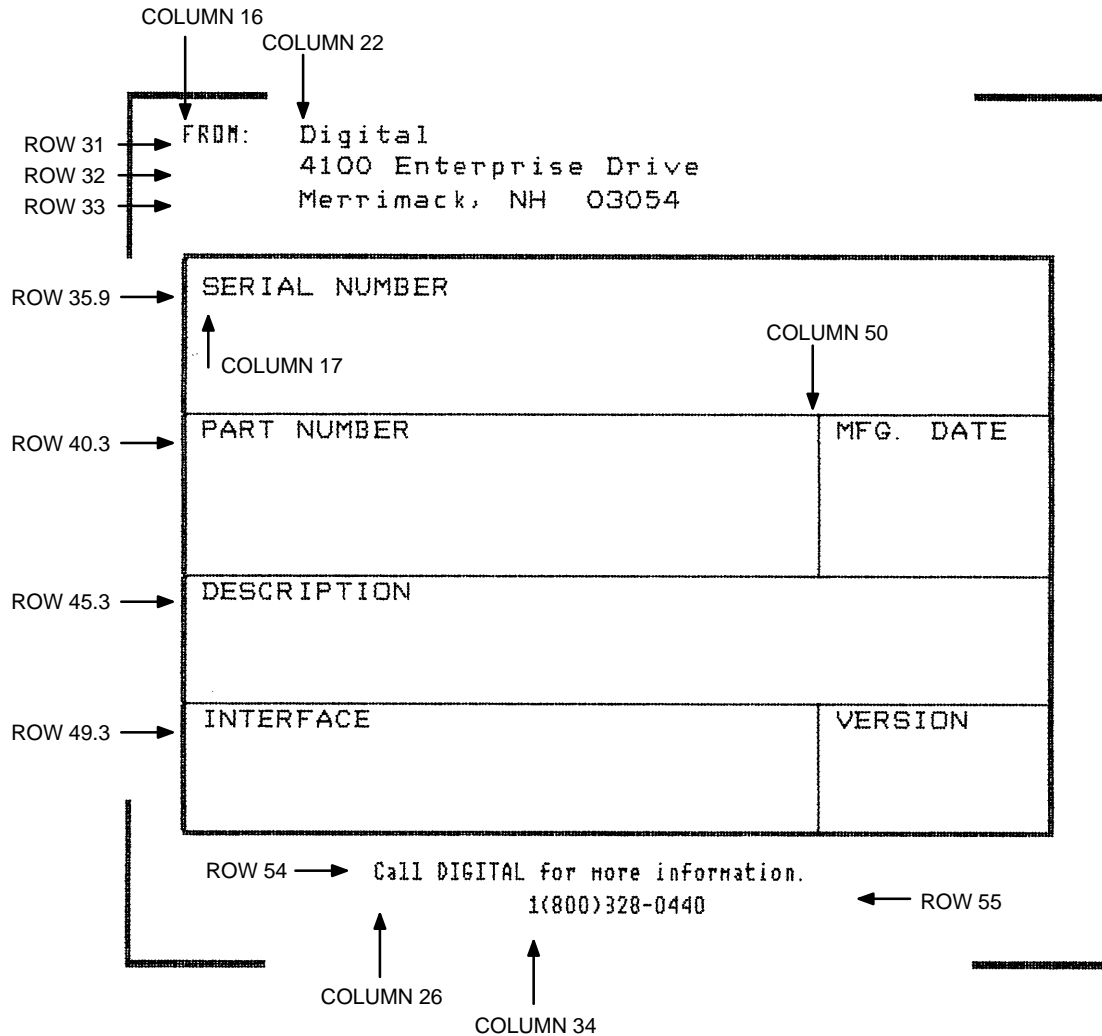 COLUMN 16
COLUMN 22
ROW 31 FROM: Digital
ROW 32 4100 Enterprise Drive
ROW 33 Merrimack, NH 03054
ROW 35.9 SERIAL NUMBER
COLUMN 17
COLUMN 50
ROW 40.3 PART NUMBER MFG. DATE
ROW 45.3 DESCRIPTION
ROW 49.3 INTERFACE VERSION
ROW 54 Call DIGITAL for more information.
1(800)328-0440 ROW 55
COLUMN 26
COLUMN 34